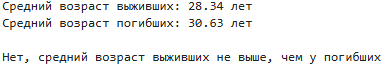 Средний возраст выживших: 28.34 лет
Средний возраст погибших: 30.63 лет
Нет, средний возраст выживших не выше, чем у погибших